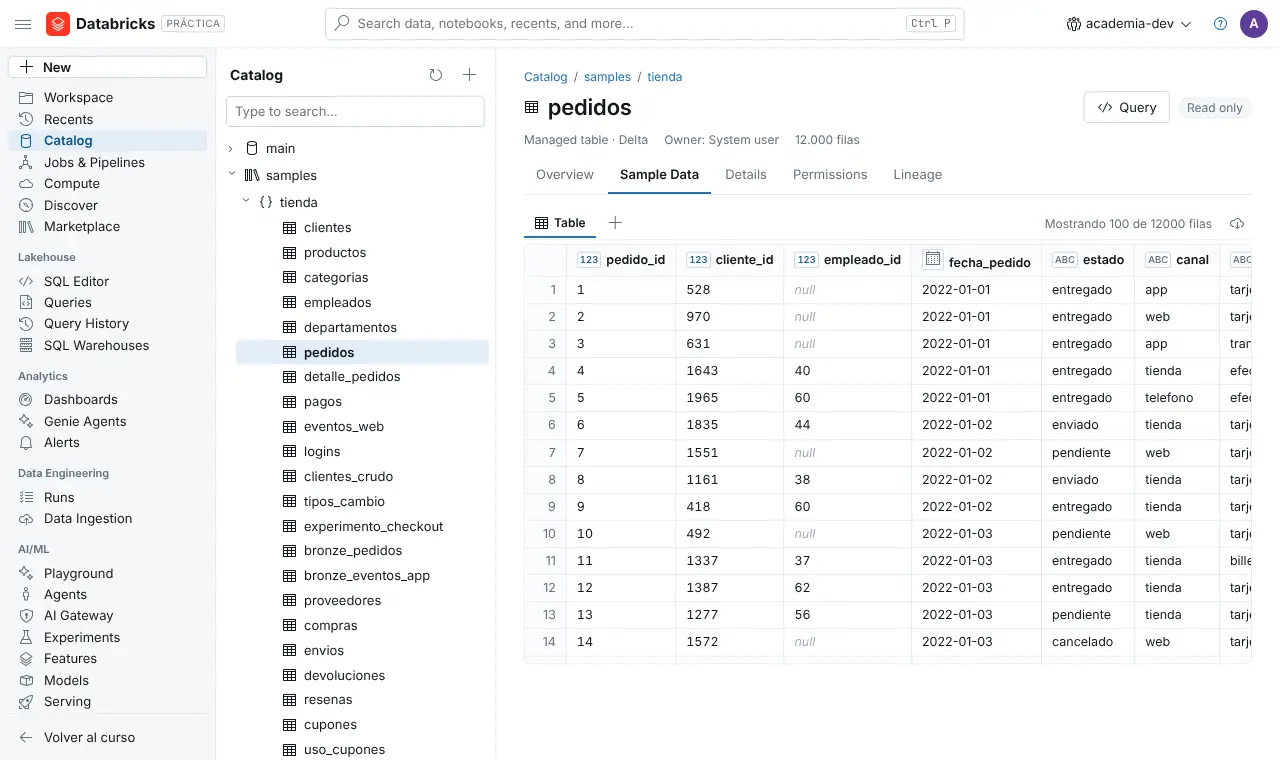 Databricks PRÁCTICA
Search data, notebooks, recents, and more... Ctrl P
academia-dev
A
New
Workspace
Recents
Catalog
Jobs & Pipelines
Compute
Discover
Marketplace
Lakehouse
SQL Editor
Queries
Query History
SQL Warehouses
Analytics
Dashboards
Genie Agents
Alerts
Data Engineering
Runs
Data Ingestion
AI/ML
Playground
Agents
AI Gateway
Experiments
Features
Models
Serving
Volver al curso
Catalog
Type to search...
main
samples
tienda
clientes
productos
categorias
empleados
departamentos
pedidos
detalle_pedidos
pagos
eventos_web
logins
clientes_crudo
tipos_cambio
experimento_checkout
bronze_pedidos
bronze_eventos_app
proveedores
compras
envios
devoluciones
resenas
cupones
uso_cupones
Catalog / samples / tienda
pedidos
Query
Read only
Managed table · Delta Owner: System user 12.000 filas
Overview Sample Data Details Permissions Lineage
Table
Mostrando 100 de 12000 filas
123 pedido_id 123 cliente_id 123 empleado_id fecha_pedido ABC estado ABC canal ABC
1 1 528 null 2022-01-01 entregado app
2 2 970 null 2022-01-01 entregado web
3 3 631 null 2022-01-01 entregado app
4 4 1643 40 2022-01-01 entregado tienda
5 5 1965 60 2022-01-01 entregado telefono
6 6 1835 44 2022-01-02 enviado tienda
7 7 1551 null 2022-01-02 pendiente web
8 8 1161 38 2022-01-02 enviado tienda
9 9 418 60 2022-01-02 entregado tienda
10 10 492 null 2022-01-03 pendiente web
11 11 1337 37 2022-01-03 entregado tienda
12 12 1387 62 2022-01-03 entregado tienda
13 13 1277 56 2022-01-03 pendiente tienda
14 14 1572 null 2022-01-03 cancelado web